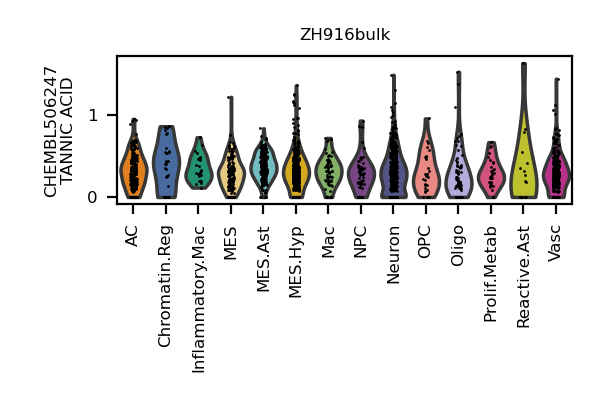 ZH916bulk
CHEMBL506247
TANNIC ACID
1
0
AC
Chromatin.Reg
Inflammatory.Mac
MES
MES.Ast
MES.Hyp
Mac
NPC
Neuron
OPC
Oligo
Prolif.Metab
Reactive.Ast
Vasc